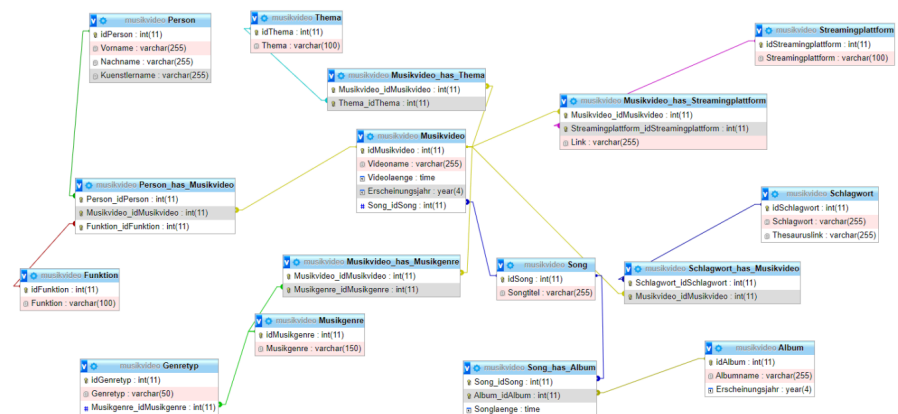 musikvideo Person
idPerson : int(11)
Vorname : varchar(255)
Nachname : varchar(255)
Kuenstlername : varchar(255)
musikvideo Thema
idThema : int(11)
Thema : varchar(100)
musikvideo Streamingplattform
idStreamingplattform : int(11)
Streamingplattform : varchar(100)
musikvideo Musikvideo_has_Thema
Musikvideo_idMusikvideo : int(11)
Thema_idThema : int(11)
musikvideo Musikvideo_has_Streamingplattform
Musikvideo_idMusikvideo : int(11)
Streamingplattform_idStreamingplattform : int(11)
Link : varchar(255)
musikvideo Musikvideo
idMusikvideo : int(11)
Videoname : varchar(255)
Videolaenge : time
Erscheinungsjahr : year(4)
Song_idSong : int(11)
musikvideo Person_has_Musikvideo
Person_idPerson : int(11)
Musikvideo_idMusikvideo : int(11)
Funktion_idFunktion : int(11)
musikvideo Schlagwort
idSchlagwort : int(11)
Schlagwort : varchar(255)
Thesauruslink : varchar(255)
musikvideo Funktion
idFunktion : int(11)
Funktion : varchar(100)
musikvideo Musikvideo_has_Musikgenre
Musikvideo_idMusikvideo : int(11)
Musikgenre_idMusikgenre : int(11)
musikvideo Song
idSong : int(11)
Songtitel : varchar(255)
musikvideo Schlagwort_has_Musikvideo
Schlagwort_idSchlagwort : int(11)
Musikvideo_idMusikvideo : int(11)
musikvideo Musikgenre
idMusikgenre : int(11)
Musikgenre : varchar(150)
musikvideo Genretyp
idGenretyp : int(11)
Genretyp : varchar(50)
Musikgenre_idMusikgenre : int(11)
musikvideo Song_has_Album
Song_idSong : int(11)
Album_idAlbum : int(11)
Songlaenge : time
musikvideo Album
idAlbum : int(11)
Albumname : varchar(255)
Erscheinungsjahr : year(4)